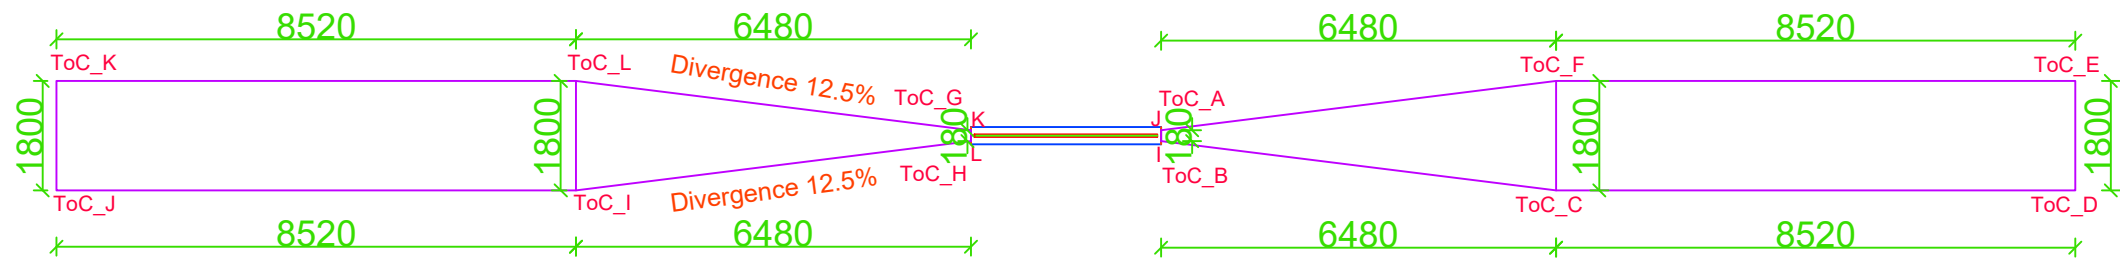 8520
6480
6480
8520
ToC_K
ToC_L
Divergence 12.5%
ToC_F
ToC_E
ToC_G
ToC_A
K
J
1800
1800
180
180
1800
1800
L
I
ToC_H
ToC_B
Divergence 12.5%
ToC_J
ToC_I
ToC_C
ToC_D
8520
6480
6480
8520